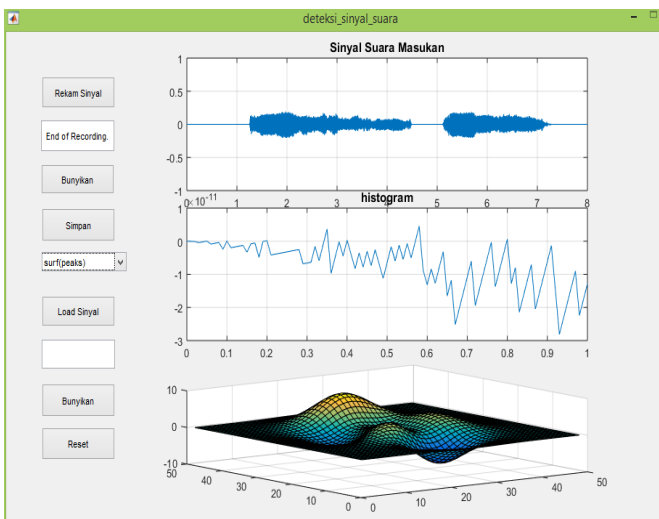 deteksi_sinyal_suara
Rekam Sinyal
End of Recording.
Bunyikan
Simpan
surf(peaks)
Load Sinyal
Bunyikan
Reset
Sinyal Suara Masukan
1
0.5
0
-0.5
-1
0 1 2 3 4 5 6 7 8
×10⁻¹¹
histogram
1
0
-1
-2
-3
0 0.1 0.2 0.3 0.4 0.5 0.6 0.7 0.8 0.9 1
10
0
-10
50 40 30 20 10 0
0 10 20 30 40 50